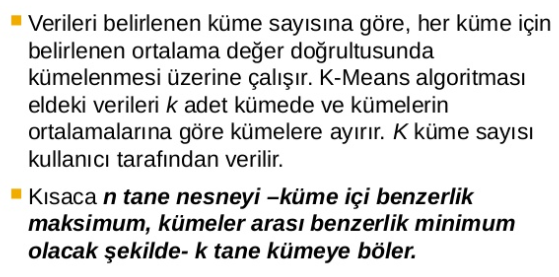 Verileri belirlenen küme sayısına göre, her küme için
belirlenen ortalama değer doğrultusunda
kümelenmesi üzerine çalışır. K-Means algoritması
eldeki verileri k adet kümede ve kümelerin
ortalamalarına göre kümelere ayırır. K küme sayısı
kullanıcı tarafından verilir.
Kısaca n tane nesneyi –küme içi benzerlik
maksimum, kümeler arası benzerlik minimum
olacak şekilde- k tane kümeye böler.